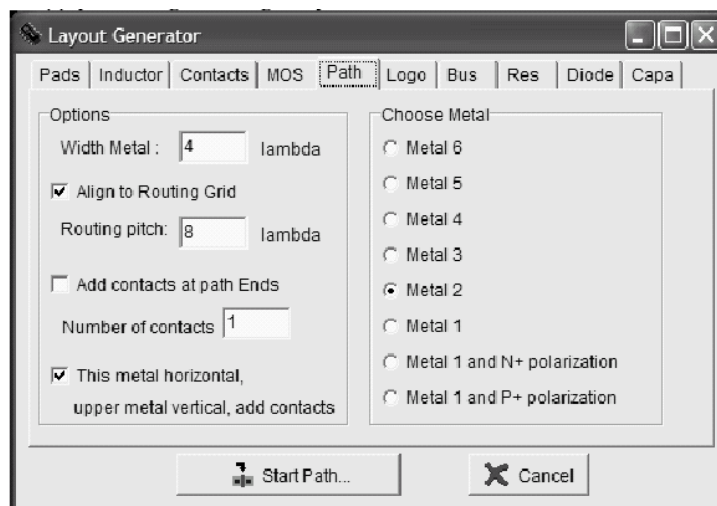 Layout Generator
Pads Inductor Contacts MOS Path Logo Bus Res Diode Capa
Options
Width Metal : 4 lambda
Align to Routing Grid
Routing pitch: 8 lambda
Add contacts at path Ends
Number of contacts 1
This metal horizontal,
upper metal vertical, add contacts
Choose Metal
Metal 6
Metal 5
Metal 4
Metal 3
Metal 2
Metal 1
Metal 1 and N+ polarization
Metal 1 and P+ polarization
Start Path...
Cancel